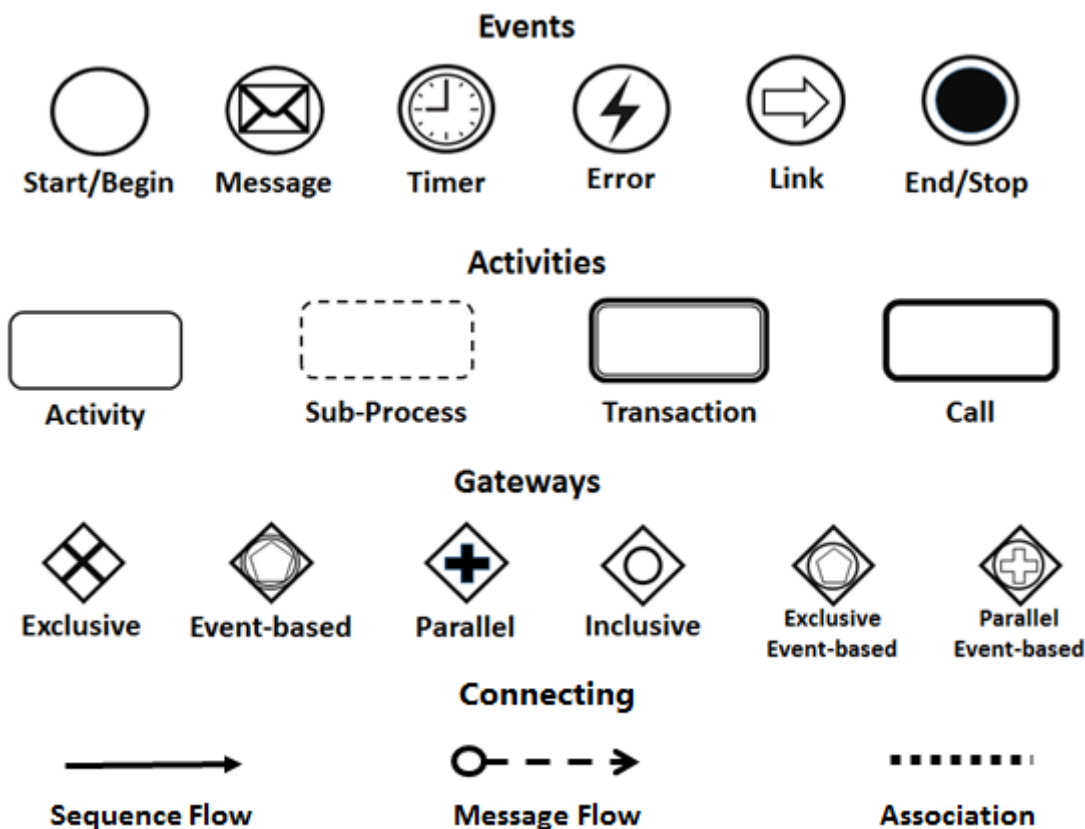 Events
Start/Begin Message Timer Error Link End/Stop
Activities
Activity Sub-Process Transaction Call
Gateways
Exclusive Event-based Parallel Inclusive Exclusive Event-based Parallel Event-based
Connecting
Sequence Flow Message Flow Association